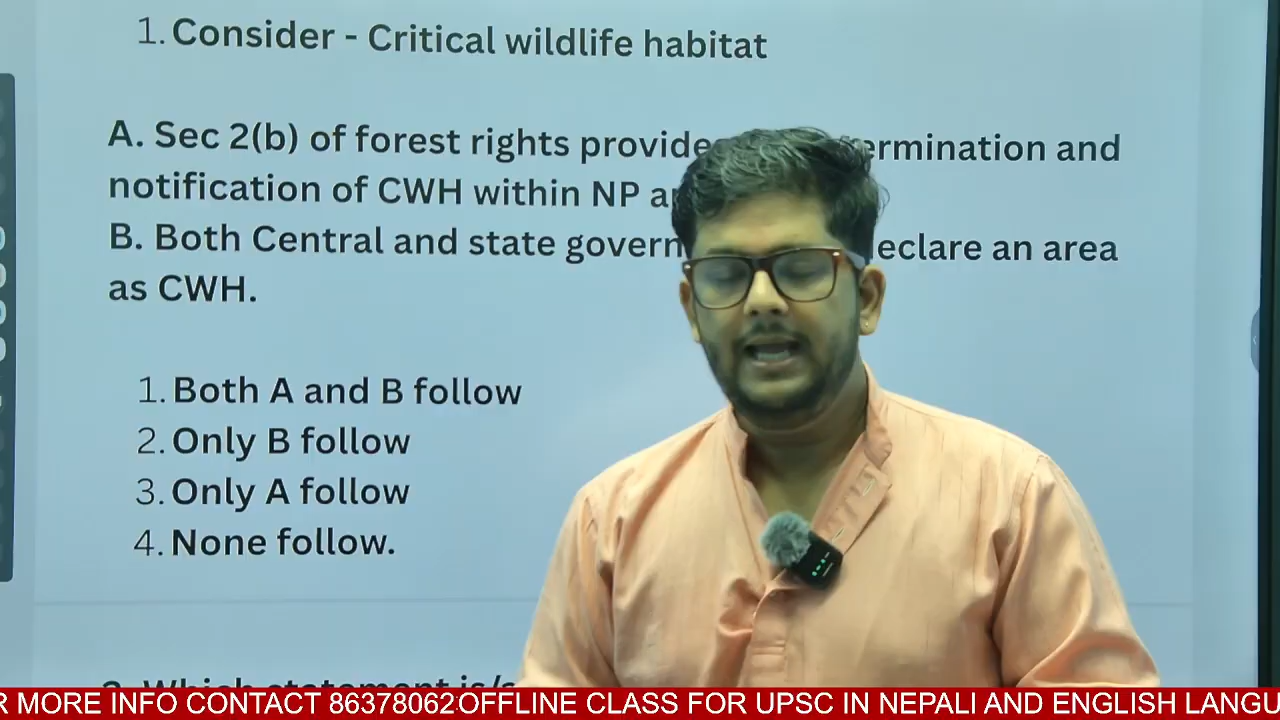 1. Consider - Critical wildlife habitat
A. Sec 2(b) of forest rights provide ermination and
notification of CWH within NP a
B. Both Central and state govern eclare an area
as CWH.
1. Both A and B follow
2. Only B follow
3. Only A follow
4. None follow.
R MORE INFO CONTACT 86378062 OFFLINE CLASS FOR UPSC IN NEPALI AND ENGLISH LANGU